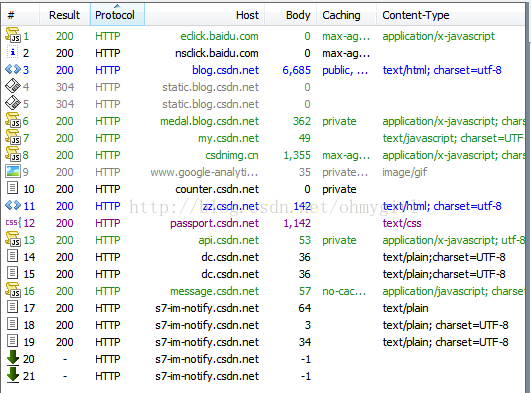 # Result Protocol Host Body Caching Content-Type
JS 1 200 HTTP eclick.baidu.com 0 max-ag... application/x-javascript
i 2 200 HTTP nsclick.baidu.com 0 max-ag...
<> 3 200 HTTP blog.csdn.net 6,685 public, ... text/html; charset=utf-8
4 304 HTTP static.blog.csdn.net 0
5 304 HTTP static.blog.csdn.net 0
JS 6 200 HTTP medal.blog.csdn.net 362 private application/x-javascript; charse
JS 7 200 HTTP my.csdn.net 49 text/javascript; charset=UTF-
JS 8 200 HTTP csdnimg.cn 1,355 max-ag... application/x-javascript; charse
9 200 HTTP www.google-analyti... 35 private... image/gif
10 200 HTTP counter.csdn.net 0 private
<> 11 200 HTTP zz.csdn.net 142 text/html; charset=utf-8
http://blog.csdn.net/ohmygirl
css{ 12 200 HTTP passport.csdn.net 1,142 text/css
JS 13 200 HTTP api.csdn.net 53 private application/x-javascript; utf-8
14 200 HTTP dc.csdn.net 36 text/plain;charset=UTF-8
15 200 HTTP dc.csdn.net 36 text/plain;charset=UTF-8
JS 16 200 HTTP message.csdn.net 57 no-cac... application/javascript; charset=
17 200 HTTP s7-im-notify.csdn.net 64 text/plain
18 200 HTTP s7-im-notify.csdn.net 3 text/plain; charset=UTF-8
19 200 HTTP s7-im-notify.csdn.net 34 text/plain; charset=UTF-8
20 - HTTP s7-im-notify.csdn.net -1
21 - HTTP s7-im-notify.csdn.net -1